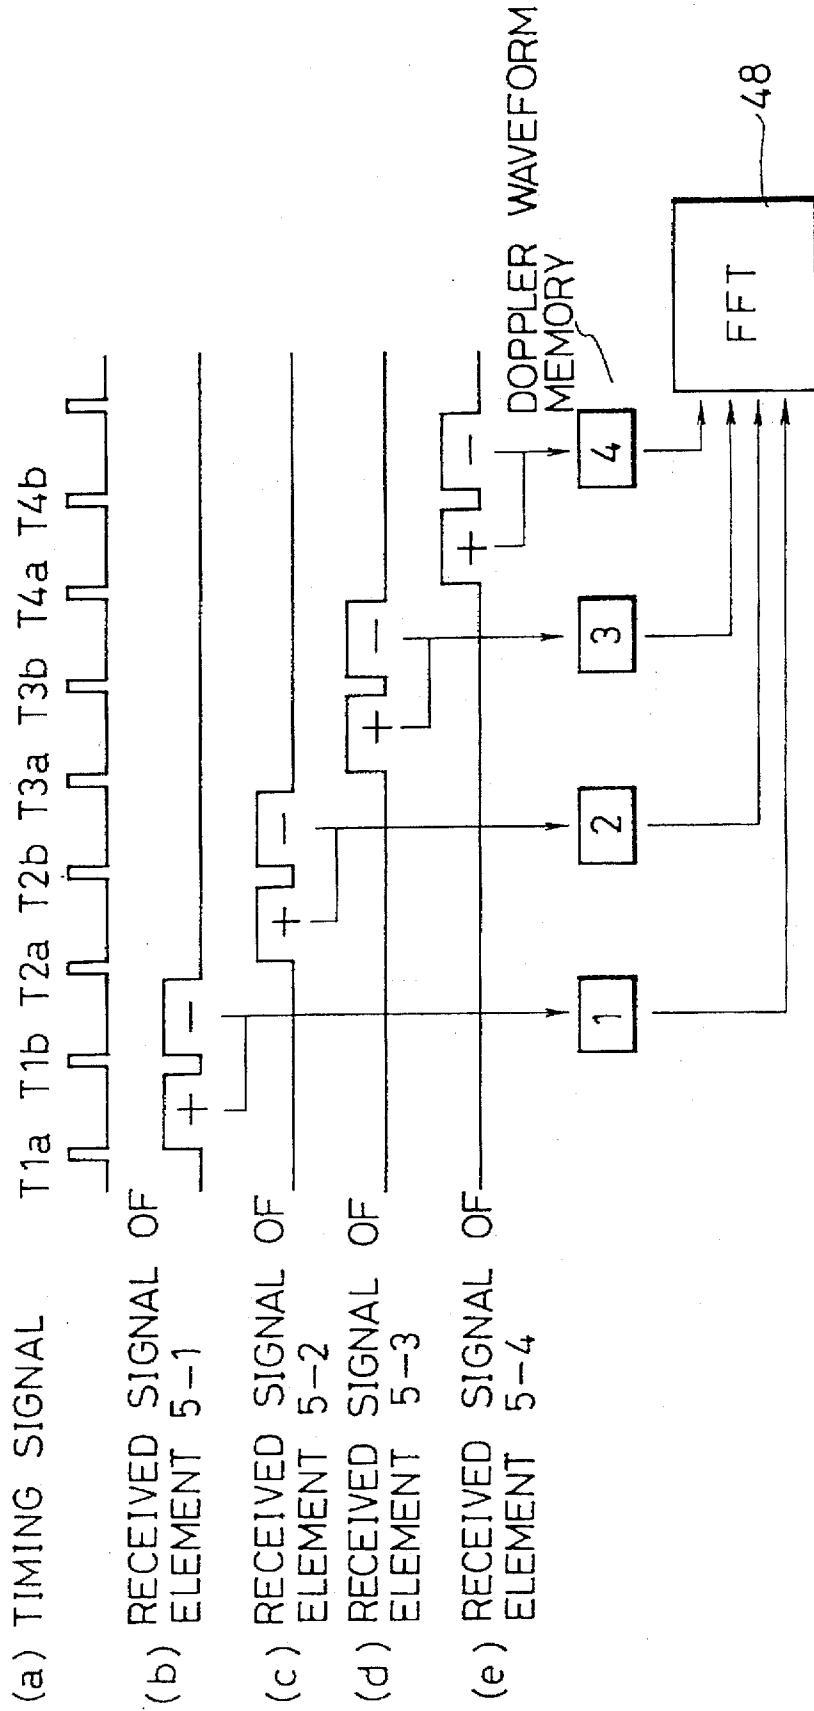 (a) TIMING SIGNAL
T1a T1b T2a T2b T3a T3b T4a T4b
(b) RECEIVED SIGNAL OF
ELEMENT 5-1
+ -
(c) RECEIVED SIGNAL OF
ELEMENT 5-2
+ -
(d) RECEIVED SIGNAL OF
ELEMENT 5-3
+ -
(e) RECEIVED SIGNAL OF
ELEMENT 5-4
+ -
DOPPLER WAVEFORM
MEMORY
1 2 3 4
FFT
48